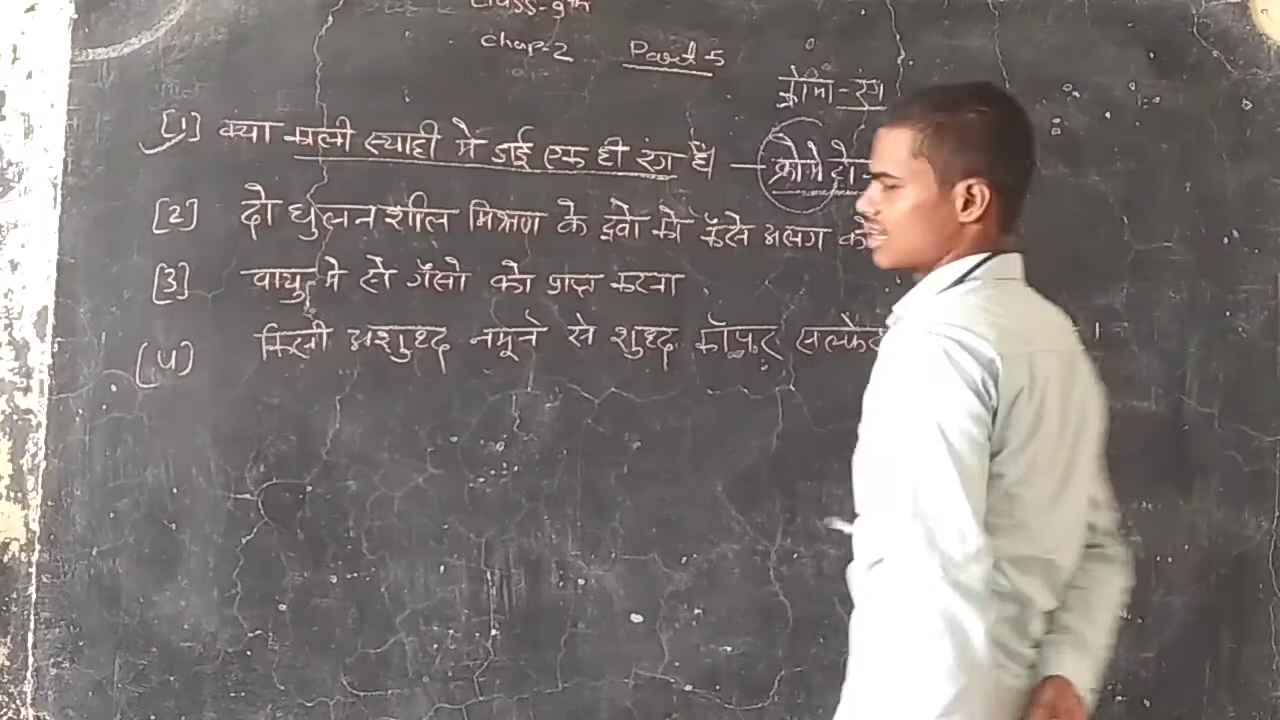 class-9th
chap-2 Part 5
क्रोमा-रंग
[1] क्या काली स्याही मे डाई एक ही रंग है। - क्रोमेटो-
[2] दो घुलनशील मिश्रण के द्रवो को कैसे अलग
[3] वायु मे से गैसो को प्राप्त करना
[4] किसी अशुध्द नमूने से शुध्द कॉपर सल्फेट